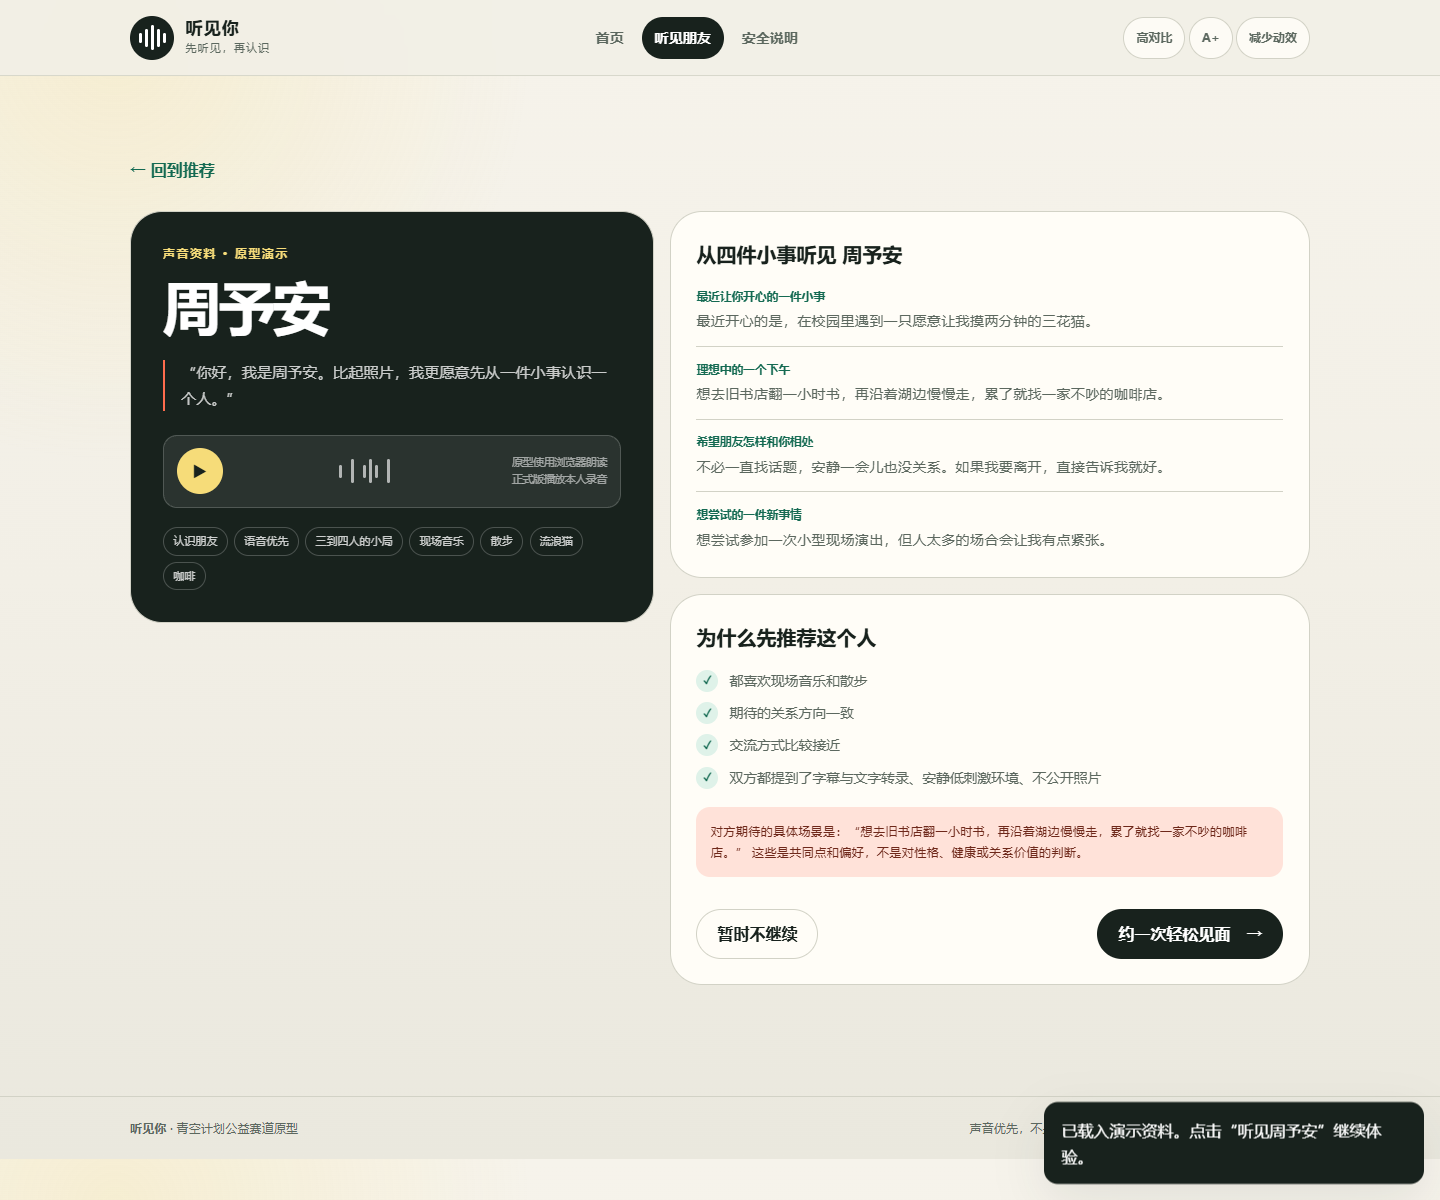 听见你
先听见，再认识
首页
听见朋友
安全说明
高对比
A+
减少动效
← 回到推荐
声音资料 • 原型演示
周予安
“你好，我是周予安。比起照片，我更愿意先从一件小事认识一
个人。”
原型使用浏览器朗读
正式版播放本人录音
认识朋友
语音优先
三到四人的小局
现场音乐
散步
流浪猫
咖啡
从四件小事听见 周予安
最近让你开心的一件小事
最近开心的是，在校园里遇到一只愿意让我摸两分钟的三花猫。
理想中的一个下午
想去旧书店翻一小时书，再沿着湖边慢慢走，累了就找一家不吵的咖啡店。
希望朋友怎样和你相处
不必一直找话题，安静一会儿也没关系。如果我要离开，直接告诉我就好。
想尝试的一件新事情
想尝试参加一次小型现场演出，但人太多的场合会让我有点紧张。
为什么先推荐这个人
✓ 都喜欢现场音乐和散步
✓ 期待的关系方向一致
✓ 交流方式比较接近
✓ 双方都提到了字幕与文字转录、安静低刺激环境、不公开照片
对方期待的具体场景是：“想去旧书店翻一小时书，再沿着湖边慢慢走，累了就找一家不吵的咖啡
店。” 这些是共同点和偏好，不是对性格、健康或关系价值的判断。
暂时不继续
约一次轻松见面 →
听见你 · 青空计划公益赛道原型
声音优先，不
已载入演示资料。点击“听见周予安”继续体
验。